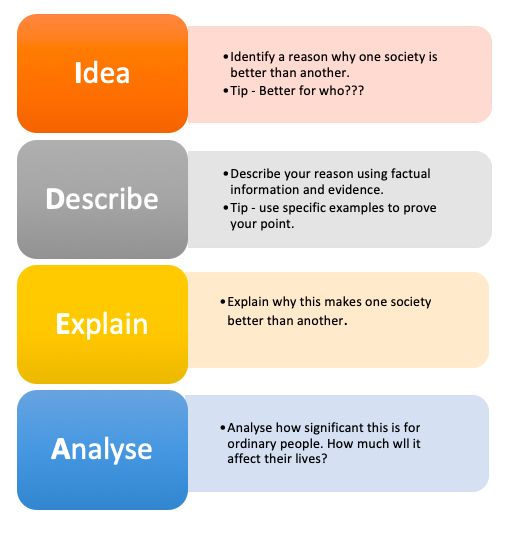 Idea
•Identify a reason why one society is
better than another.
•Tip - Better for who???
Describe
•Describe your reason using factual
information and evidence.
•Tip - use specific examples to prove
your point.
Explain
•Explain why this makes one society
better than another.
Analyse
•Analyse how significant this is for
ordinary people. How much wll it
affect their lives?